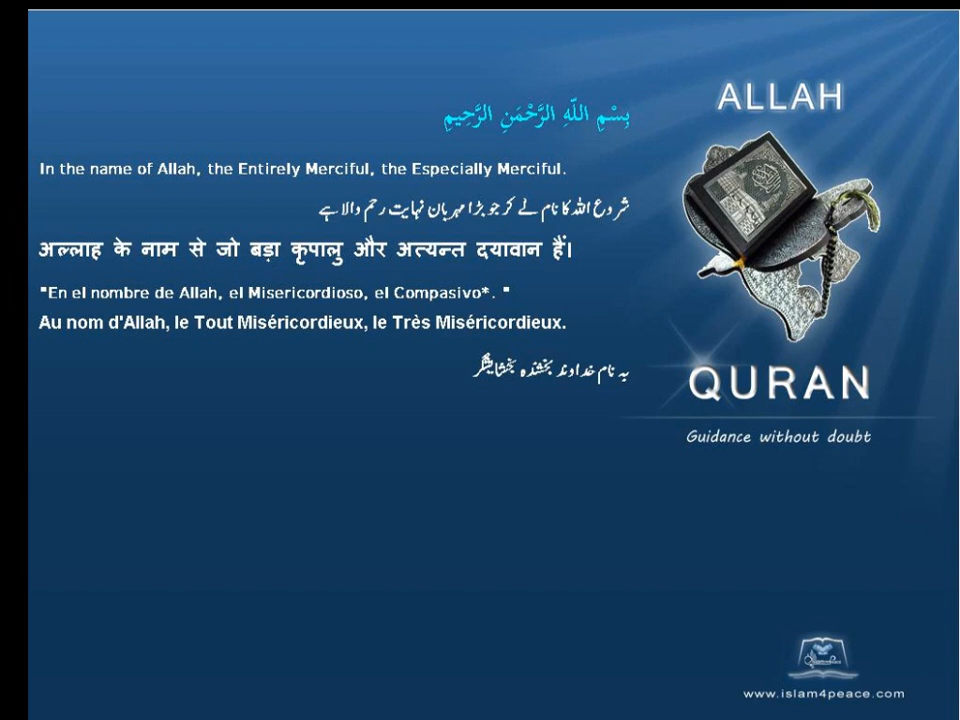 بِسْمِ اللَّهِ الرَّحْمَنِ الرَّحِيمِ
In the name of Allah, the Entirely Merciful, the Especially Merciful.
شروع اللہ کا نام لے کر جو بڑا مہربان نہایت رحم والا ہے
अल्लाह के नाम से जो बड़ा कृपालु और अत्यन्त दयावान हैं।
"En el nombre de Allah, el Misericordioso, el Compasivo*. "
Au nom d'Allah, le Tout Miséricordieux, le Très Miséricordieux.
به نام خداوند بخشنده بخشایشگر
ALLAH
QURAN
Guidance without doubt
www.islam4peace.com